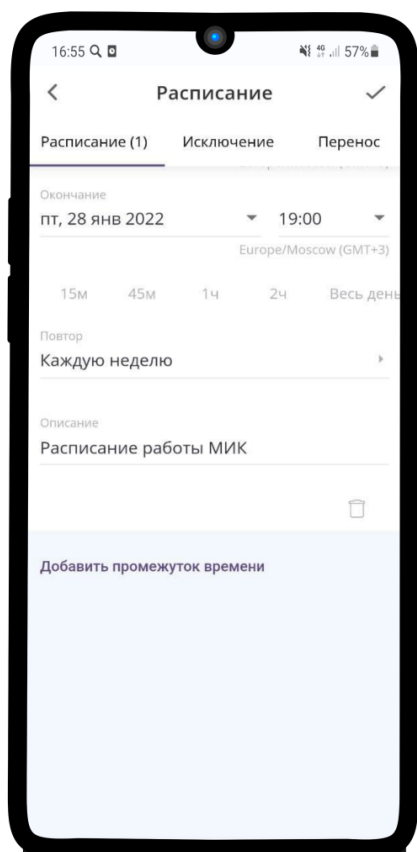 16:55 4G 57%
Расписание
Расписание (1) Исключение Перенос
Окончание
пт, 28 янв 2022 19:00
Europe/Moscow (GMT+3)
15м 45м 1ч 2ч Весь день
Повтор
Каждую неделю
Описание
Расписание работы МИК
Добавить промежуток времени